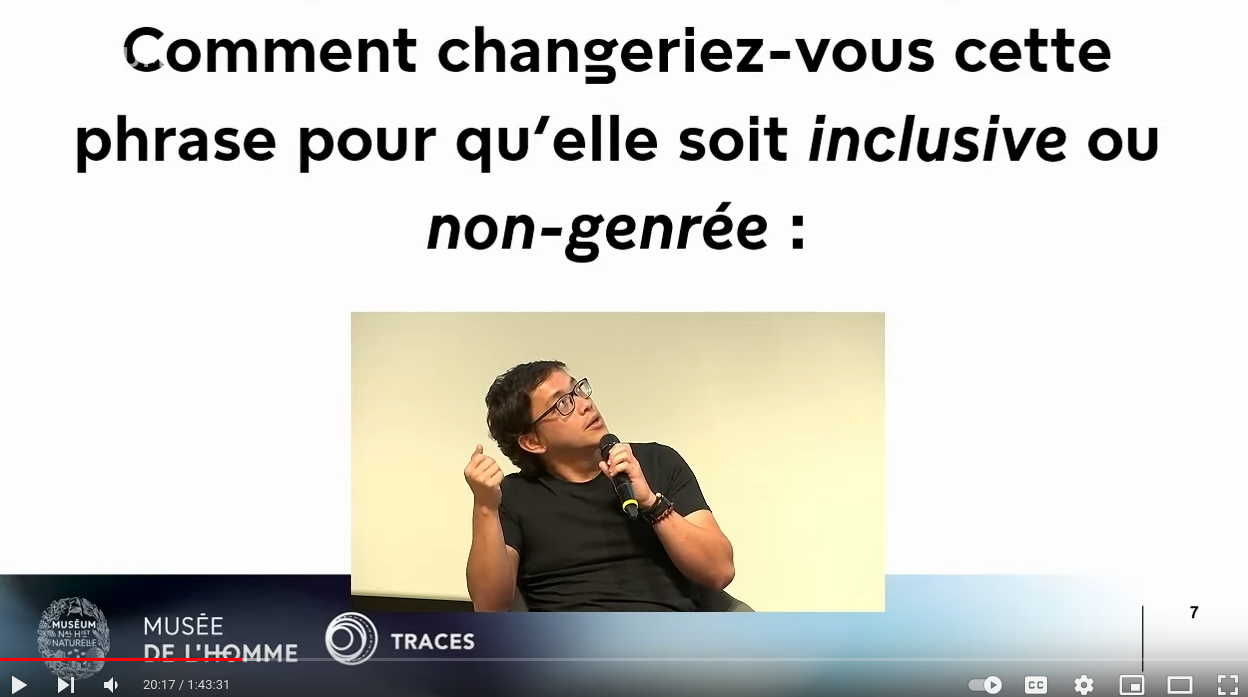 Comment changeriez-vous cette
phrase pour qu'elle soit inclusive ou
non-genrée :
MUSÉUM
NAL HIST
NATURELLE
MUSÉE
DE L'HOMME
TRACES
7
20:17 / 1:43:31
CC